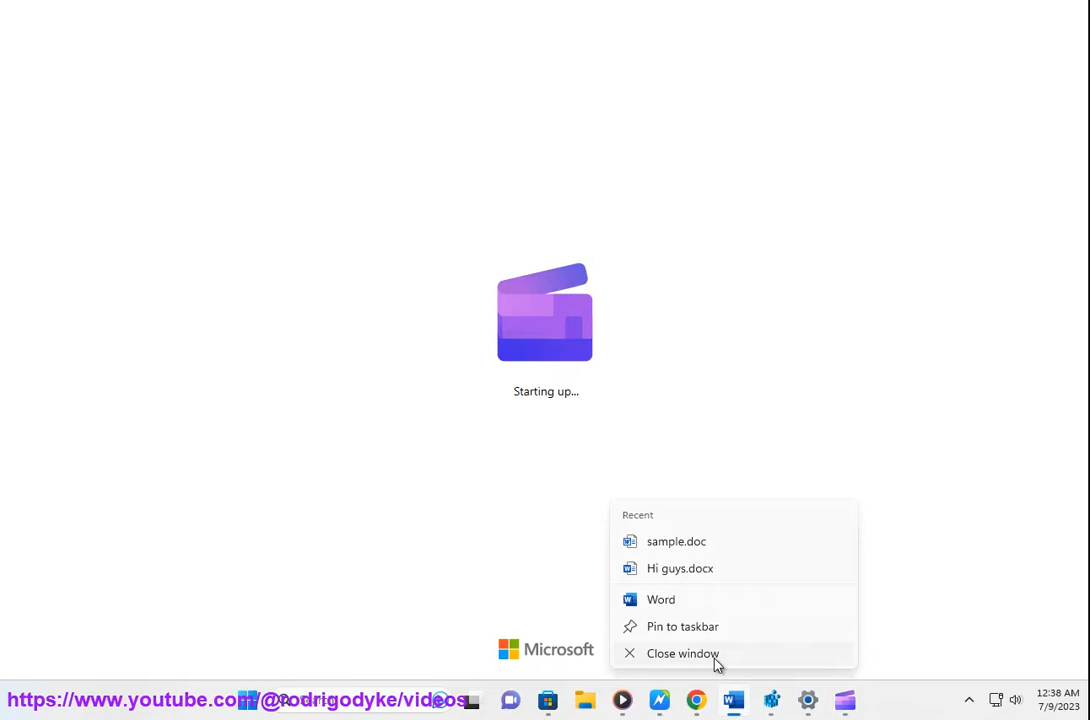 Starting up...
Recent
sample.doc
Hi guys.docx
Word
Pin to taskbar
Close window
Microsoft
https://www.youtube.com/@rodrigodyke/videos
12:38 AM
7/9/2023